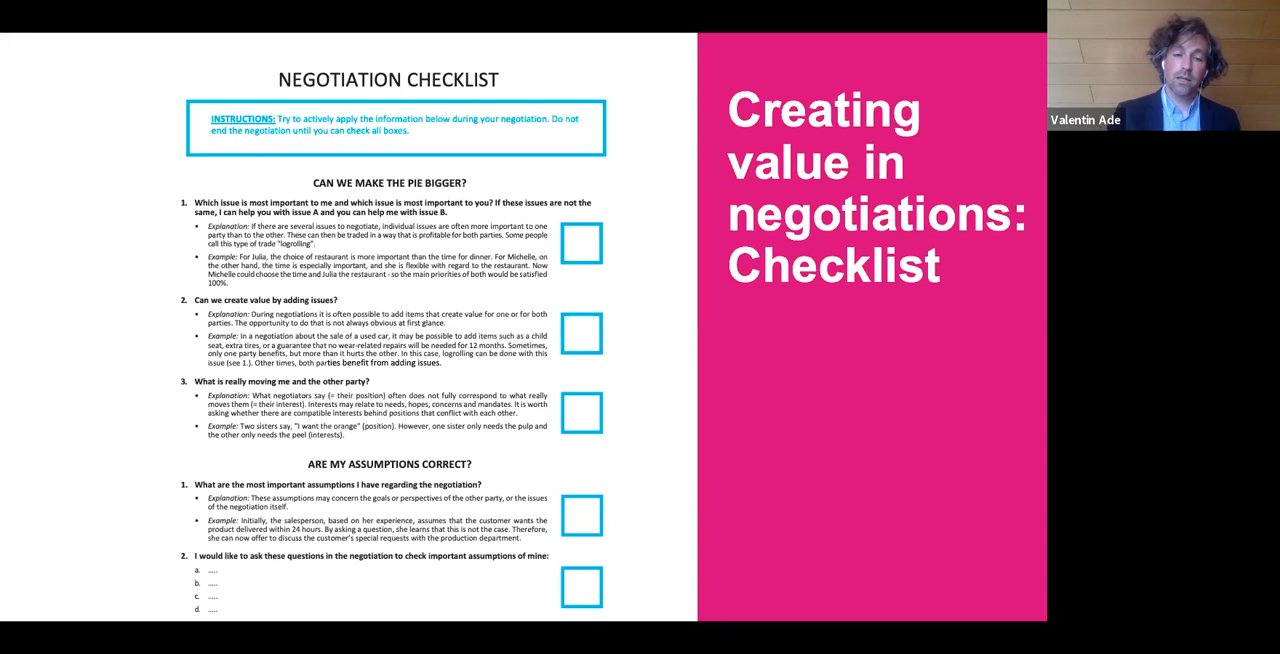 NEGOTIATION CHECKLIST
INSTRUCTIONS: Try to actively apply the information below during your negotiation. Do not
end the negotiation until you can check all boxes.
CAN WE MAKE THE PIE BIGGER?
1. Which issue is most important to me and which issue is most important to you? If these issues are not the
same, I can help you with issue A and you can help me with issue B.
• Explanation: If there are several issues to negotiate, individual issues are often more important to one
party than to the other. These can then be traded in a way that is profitable for both parties. Some people
call this type of trade "logrolling".
• Example: For Julia, the choice of restaurant is more important than the time for dinner. For Michelle, on
the other hand, the time is especially important, and she is flexible with regard to the restaurant. Now
Michelle could choose the time and Julia the restaurant - so the main priorities of both would be satisfied
100%.
2. Can we create value by adding issues?
• Explanation: During negotiations it is often possible to add items that create value for one or for both
parties. The opportunity to do that is not always obvious at first glance.
• Example: In a negotiation about the sale of a used car, it may be possible to add items such as a child
seat, extra tires, or a guarantee that no wear-related repairs will be needed for 12 months. Sometimes,
only one party benefits, but more than it hurts the other. In this case, logrolling can be done with this
issue (see 1.). Other times, both parties benefit from adding issues.
3. What is really moving me and the other party?
• Explanation: What negotiators say (= their position) often does not fully correspond to what really
moves them (= their interest). Interests may relate to needs, hopes, concerns and mandates. It is worth
asking whether there are compatible interests behind positions that conflict with each other.
• Example: Two sisters say, "I want the orange" (position). However, one sister only needs the pulp and
the other only needs the peel (interests).
ARE MY ASSUMPTIONS CORRECT?
1. What are the most important assumptions I have regarding the negotiation?
• Explanation: These assumptions may concern the goals or perspectives of the other party, or the issues
of the negotiation itself.
• Example: Initially, the salesperson, based on her experience, assumes that the customer wants the
product delivered within 24 hours. By asking a question, she learns that this is not the case. Therefore,
she can now offer to discuss the customer's special requests with the production department.
2. I would like to ask these questions in the negotiation to check important assumptions of mine:
a. .....
b. .....
c. .....
d. .....
Creating
value in
negotiations:
Checklist
Valentin Ade